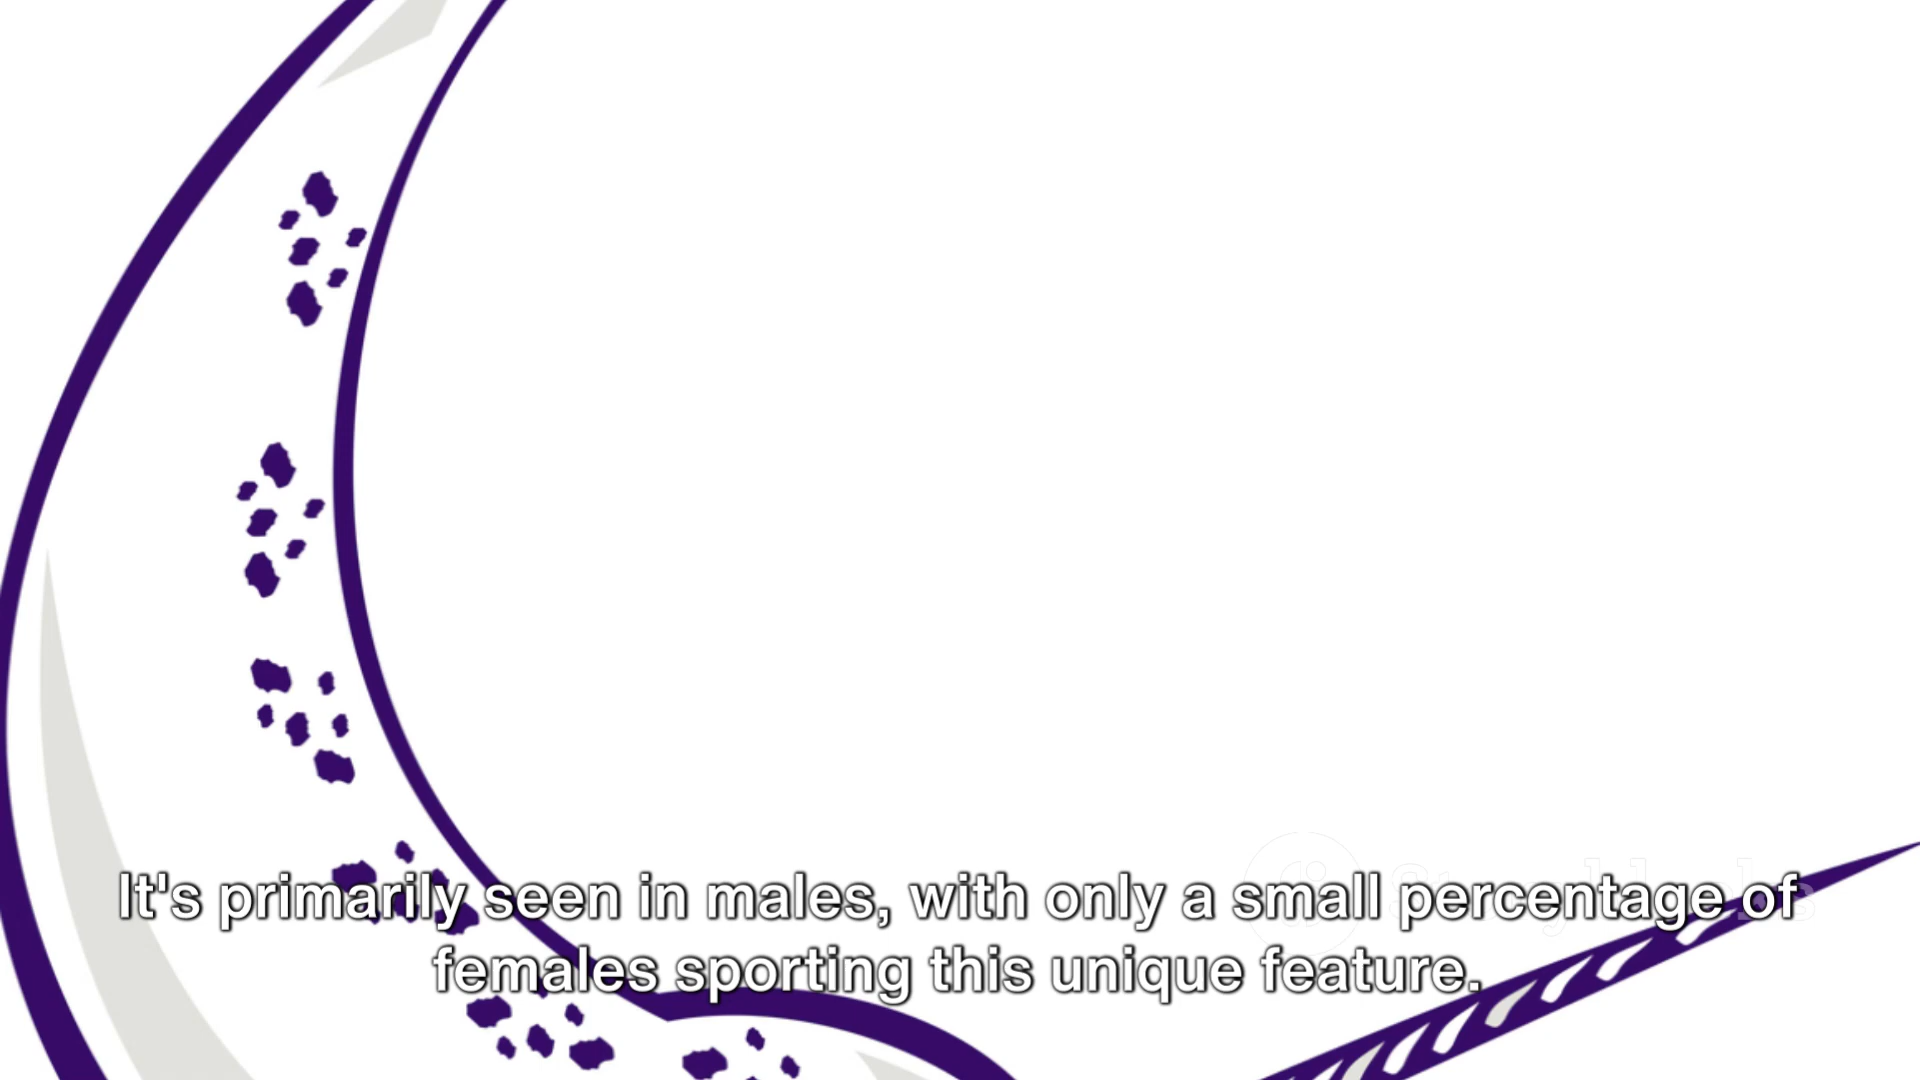 It's primarily seen in males, with only a small percentage of
females sporting this unique feature.